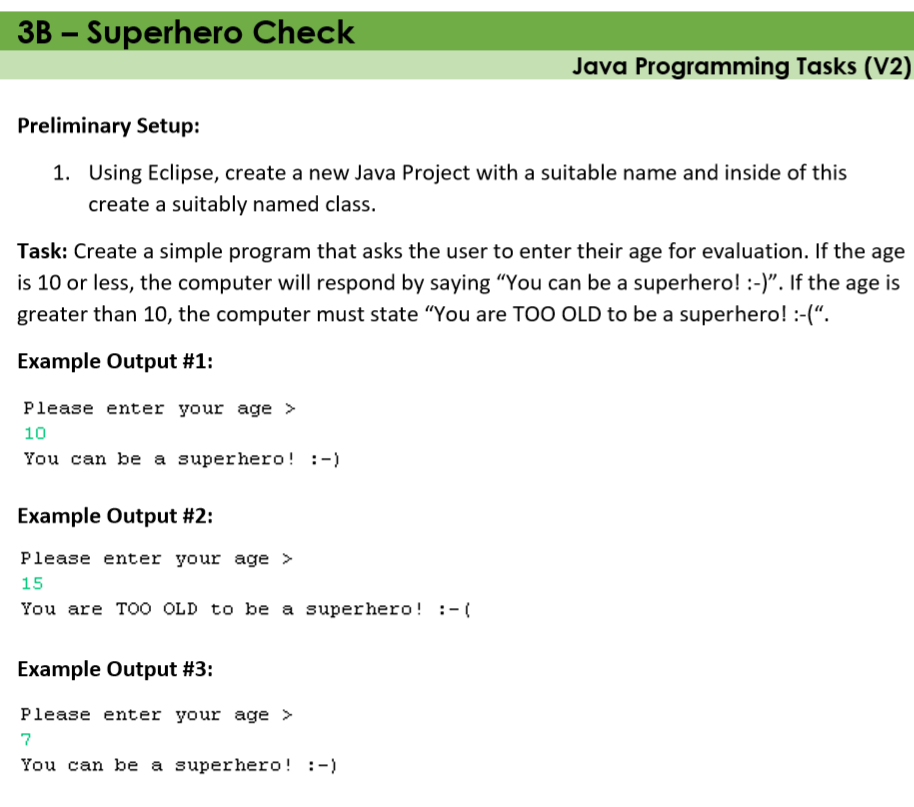 3B – Superhero Check
Java Programming Tasks (V2)
Preliminary Setup:
1. Using Eclipse, create a new Java Project with a suitable name and inside of this
create a suitably named class.
Task: Create a simple program that asks the user to enter their age for evaluation. If the age
is 10 or less, the computer will respond by saying “You can be a superhero! :-)”. If the age is
greater than 10, the computer must state “You are TOO OLD to be a superhero! :-(“.
Example Output #1:
Please enter your age >
10
You can be a superhero! :-)
Example Output #2:
Please enter your age >
15
You are TOO OLD to be a superhero! :-(
Example Output #3:
Please enter your age >
7
You can be a superhero! :-)